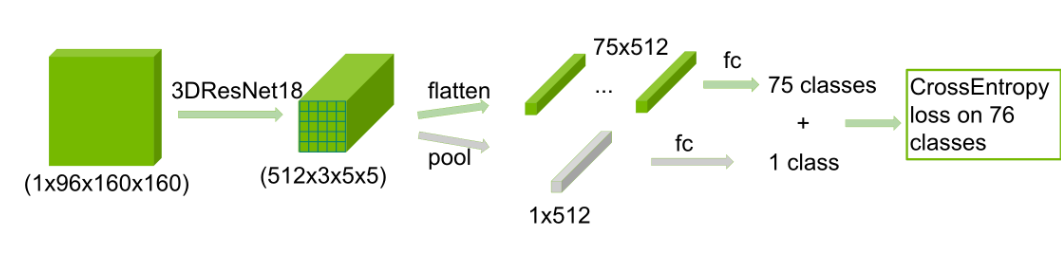 75x512
fc
3DResNet18
flatten
...
75 classes
CrossEntropy
loss on 76
classes
+
pool
fc
1 class
(1x96x160x160)
(512x3x5x5)
1x512